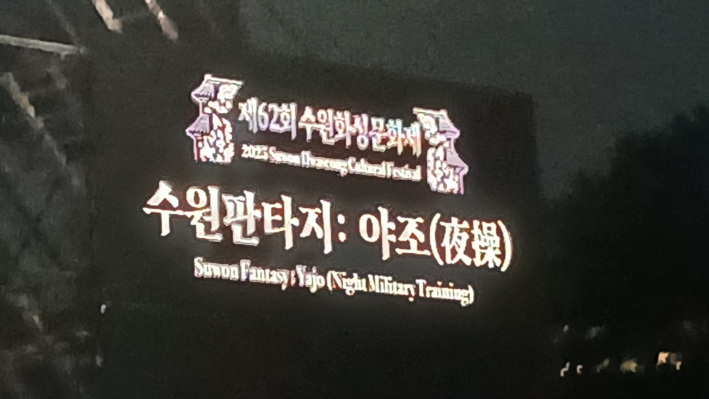 제62회 수원화성문화제
2025 Suwon Hwaseong Cultural Festival
수원판타지: 야조(夜操)
Suwon Fantasy : Yajo (Night Military Training)